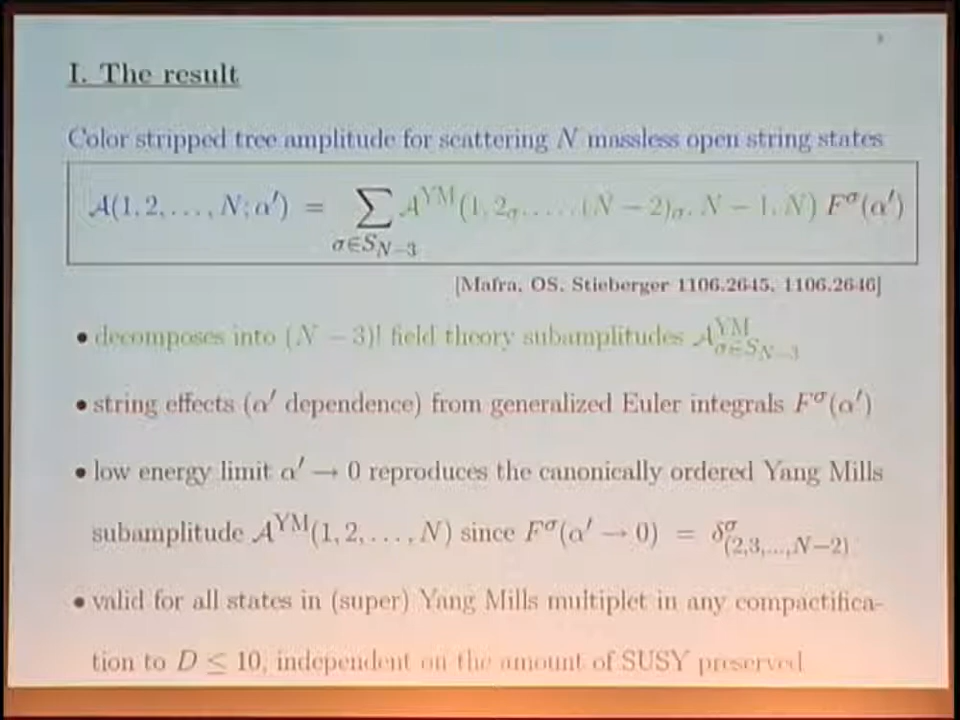 I. The result
Color stripped tree amplitude for scattering N massless open string states
A(1, 2, . . . , N; α′) = ∑ A^YM(1, 2_σ, . . . , (N − 2)_σ, N − 1, N) F^σ(α′)
σ∈S_{N−3}
[Mafra, OS, Stieberger 1106.2645, 1106.2646]
• decomposes into (N − 3)! field theory subamplitudes A^YM_{σ∈S_{N−3}}
• string effects (α′ dependence) from generalized Euler integrals F^σ(α′)
• low energy limit α′ → 0 reproduces the canonically ordered Yang Mills
subamplitude A^YM(1, 2, . . . , N) since F^σ(α′ → 0) = δ^σ_{(2,3,...,N−2)}
• valid for all states in (super) Yang Mills multiplet in any compactifica-
tion to D ≤ 10, independent on the amount of SUSY preserved